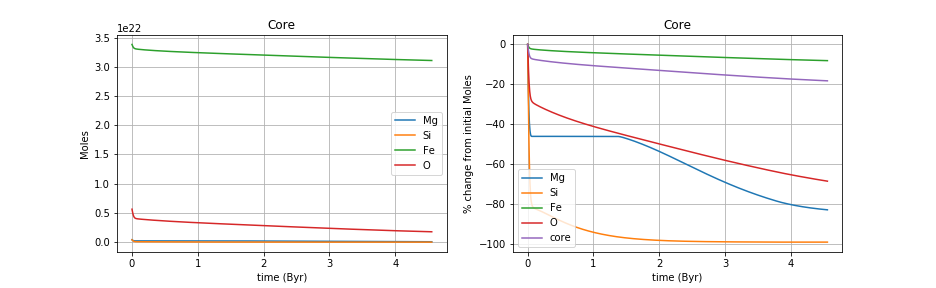 Core
1e22
Moles
3.5
3.0
2.5
2.0
1.5
1.0
0.5
0.0
Mg
Si
Fe
O
0 1 2 3 4
time (Byr)
Core
% change from initial Moles
0
−20
−40
−60
−80
−100
Mg
Si
Fe
O
core
0 1 2 3 4
time (Byr)